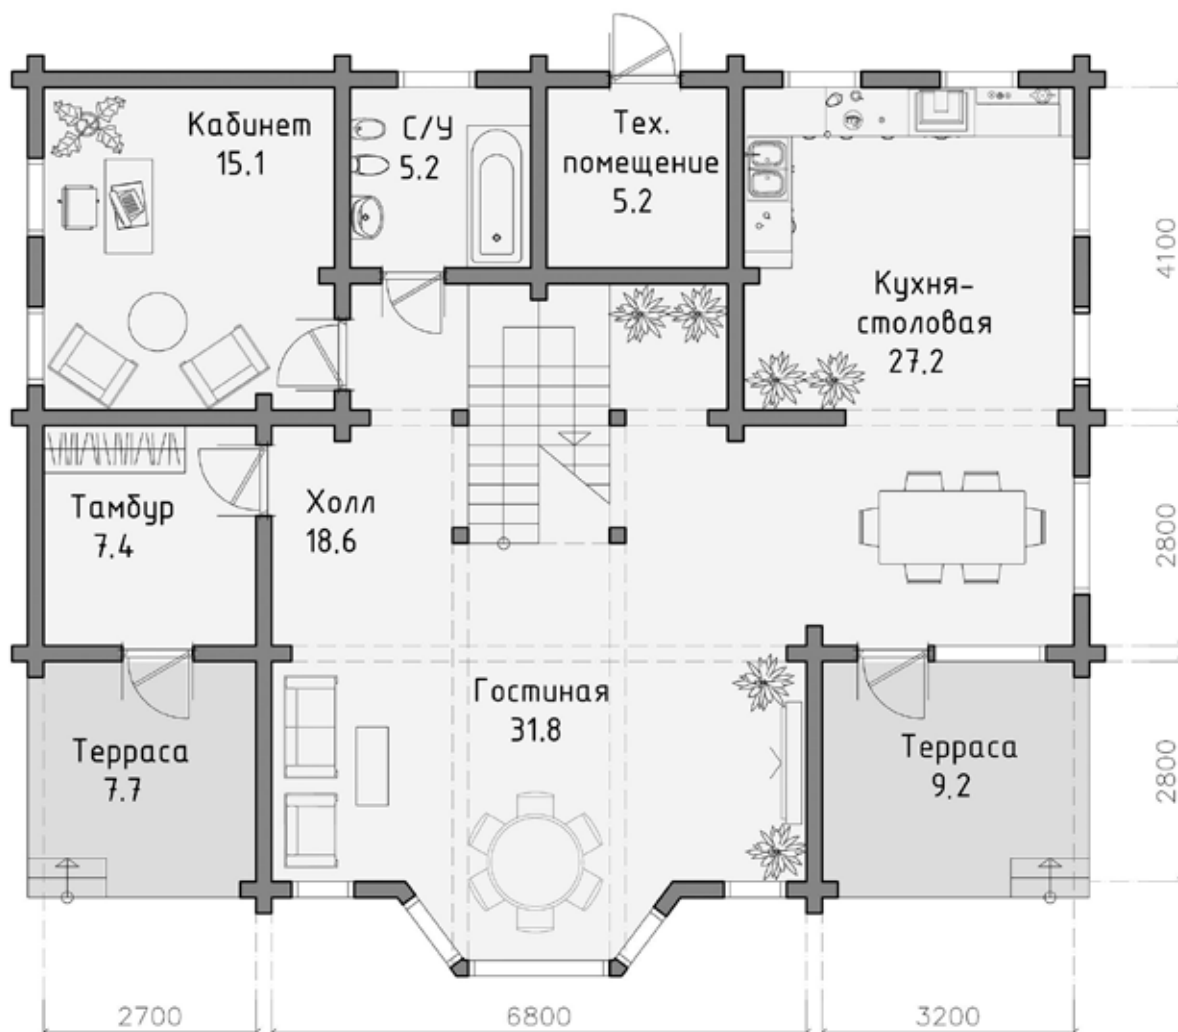 Кабинет
15.1
С/У
5.2
Тех.
помещение
5.2
Кухня-
столовая
27.2
4100
Тамбур
7.4
Холл
18.6
2800
Гостиная
31.8
Терраса
7.7
Терраса
9.2
2800
2700
6800
3200